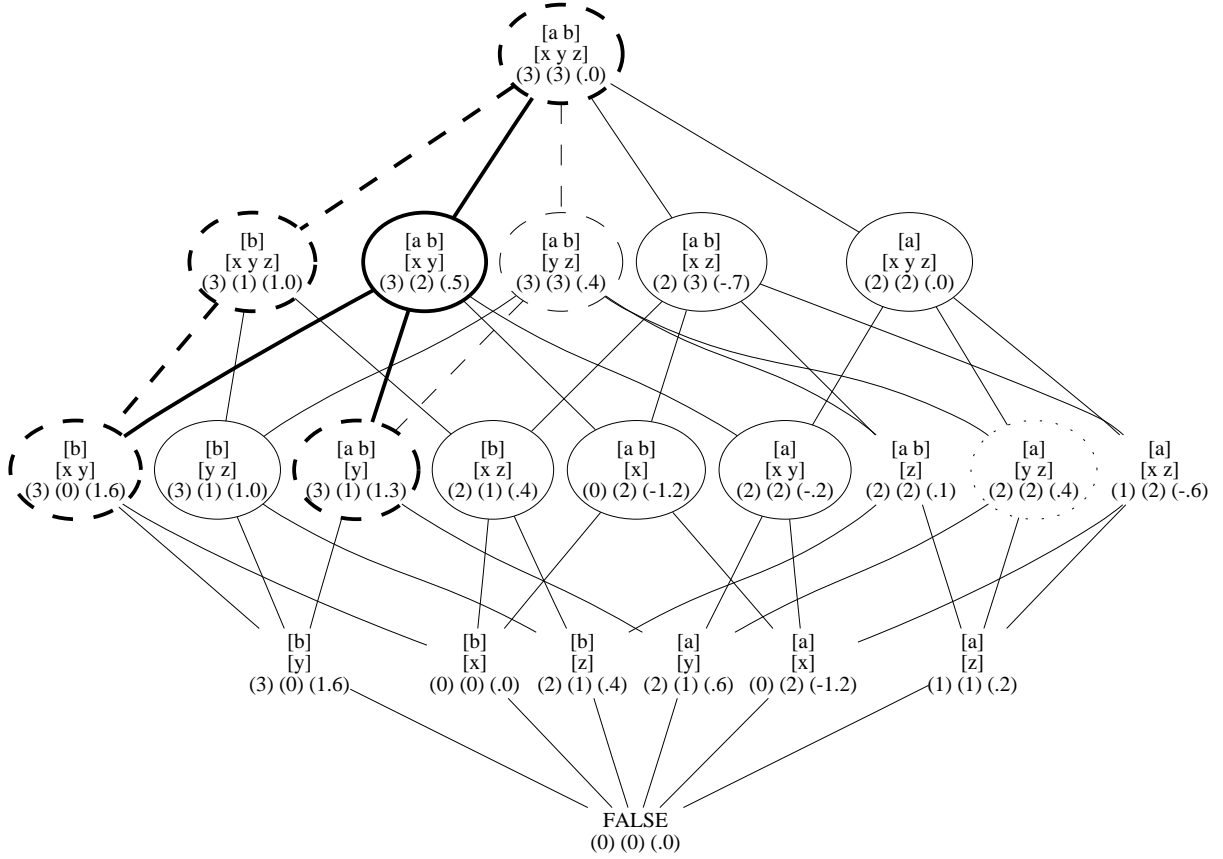 [a b]
[x y z]
(3) (3) (.0)
[b]
[x y z]
(3) (1) (1.0)
[a b]
[x y]
(3) (2) (.5)
[a b]
[y z]
(3) (3) (.4)
[a b]
[x z]
(2) (3) (-.7)
[a]
[x y z]
(2) (2) (.0)
[b]
[x y]
(3) (0) (1.6)
[b]
[y z]
(3) (1) (1.0)
[a b]
[y]
(3) (1) (1.3)
[b]
[x z]
(2) (1) (.4)
[a b]
[x]
(0) (2) (-1.2)
[a]
[x y]
(2) (2) (-.2)
[a b]
[z]
(2) (2) (.1)
[a]
[y z]
(2) (2) (.4)
[a]
[x z]
(1) (2) (-.6)
[b]
[y]
(3) (0) (1.6)
[b]
[x]
(0) (0) (.0)
[b]
[z]
(2) (1) (.4)
[a]
[y]
(2) (1) (.6)
[a]
[x]
(0) (2) (-1.2)
[a]
[z]
(1) (1) (.2)
FALSE
(0) (0) (.0)